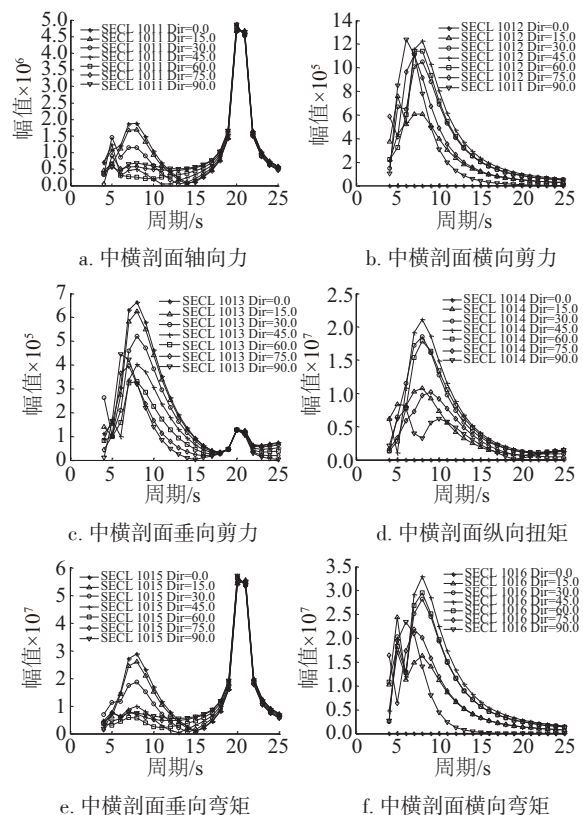 幅值×10⁶
5.0
4.5
4.0
3.5
3.0
2.5
2.0
1.5
1.0
0.5
0.0
SECL 1011 Dir=0.0
SECL 1011 Dir=15.0
SECL 1011 Dir=30.0
SECL 1011 Dir=45.0
SECL 1011 Dir=60.0
SECL 1011 Dir=75.0
SECL 1011 Dir=90.0
0 5 10 15 20 25
周期/s
a. 中横剖面轴向力
幅值×10⁵
14
12
10
8
6
4
2
0
SECL 1012 Dir=0.0
SECL 1012 Dir=15.0
SECL 1012 Dir=30.0
SECL 1012 Dir=45.0
SECL 1012 Dir=60.0
SECL 1012 Dir=75.0
SECL 1011 Dir=90.0
0 5 10 15 20 25
周期/s
b. 中横剖面横向剪力
幅值×10⁵
7
6
5
4
3
2
1
0
SECL 1013 Dir=0.0
SECL 1013 Dir=15.0
SECL 1013 Dir=30.0
SECL 1013 Dir=45.0
SECL 1013 Dir=60.0
SECL 1013 Dir=75.0
SECL 1013 Dir=90.0
0 5 10 15 20 25
周期/s
c. 中横剖面垂向剪力
幅值×10⁷
2.5
2.0
1.5
1.0
0.5
0.0
SECL 1014 Dir=0.0
SECL 1014 Dir=15.0
SECL 1014 Dir=30.0
SECL 1014 Dir=45.0
SECL 1014 Dir=60.0
SECL 1014 Dir=75.0
SECL 1014 Dir=90.0
0 5 10 15 20 25
周期/s
d. 中横剖面纵向扭矩
幅值×10⁷
6
5
4
3
2
1
0
SECL 1015 Dir=0.0
SECL 1015 Dir=15.0
SECL 1015 Dir=30.0
SECL 1015 Dir=45.0
SECL 1015 Dir=60.0
SECL 1015 Dir=75.0
SECL 1015 Dir=90.0
0 5 10 15 20 25
周期/s
e. 中横剖面垂向弯矩
幅值×10⁷
3.5
3.0
2.5
2.0
1.5
1.0
0.5
0.0
SECL 1016 Dir=0.0
SECL 1016 Dir=15.0
SECL 1016 Dir=30.0
SECL 1016 Dir=45.0
SECL 1016 Dir=60.0
SECL 1016 Dir=75.0
SECL 1016 Dir=90.0
0 5 10 15 20 25
周期/s
f. 中横剖面横向弯矩